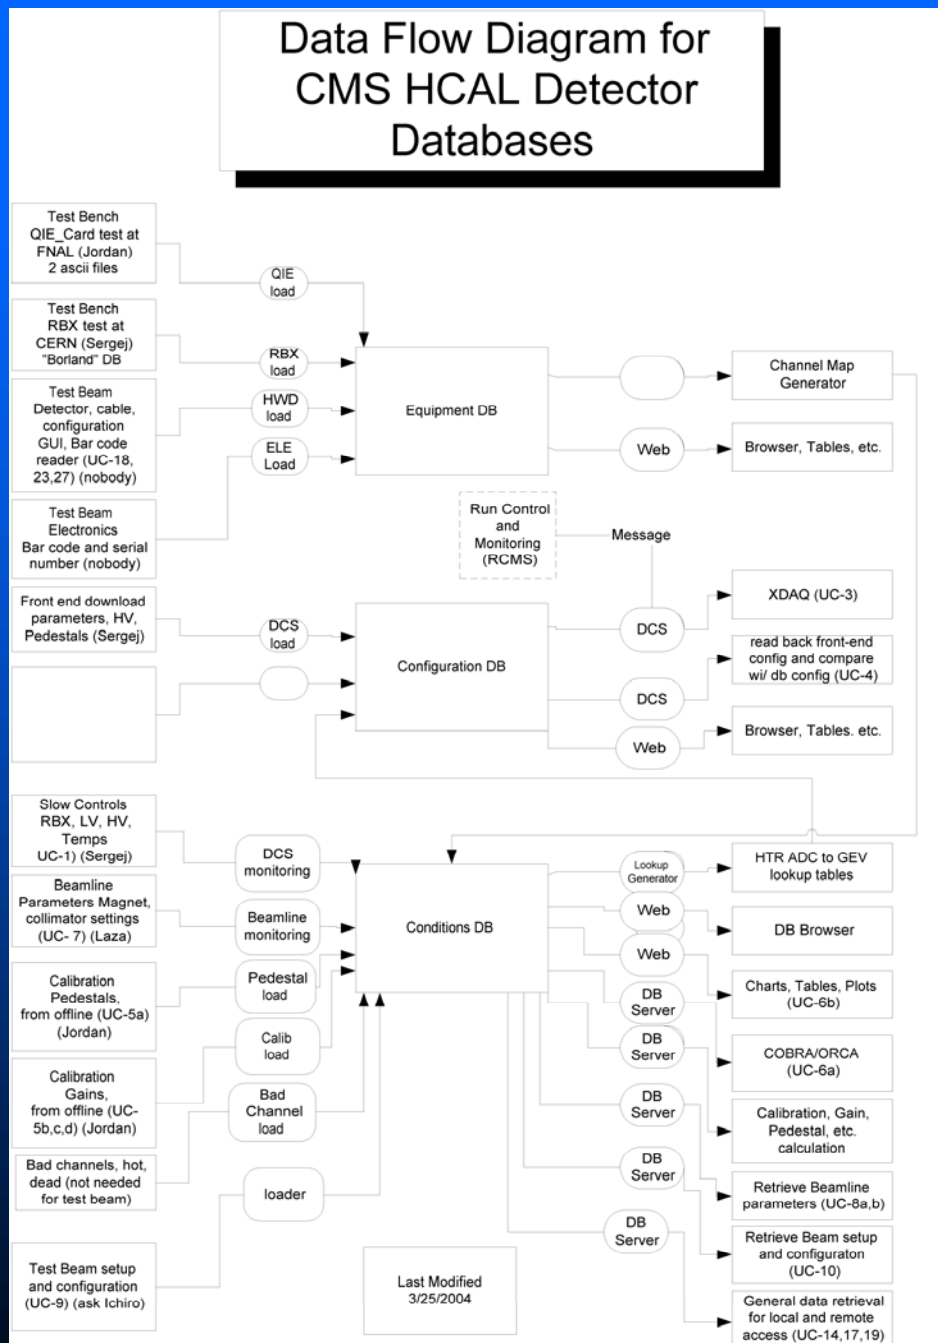 Data Flow Diagram for
CMS HCAL Detector
Databases
Test Bench
QIE_Card test at
FNAL (Jordan)
2 ascii files
QIE
load
Test Bench
RBX test at
CERN (Sergej)
"Borland" DB
RBX
load
Test Beam
Detector, cable,
configuration
GUI, Bar code
reader (UC-18,
23,27) (nobody)
HWD
load
ELE
Load
Test Beam
Electronics
Bar code and serial
number (nobody)
Equipment DB
Channel Map
Generator
Web
Browser, Tables, etc.
Run Control
and
Monitoring
(RCMS)
Message
Front end download
parameters, HV,
Pedestals (Sergej)
DCS
load
Configuration DB
DCS
XDAQ (UC-3)
DCS
read back front-end
config and compare
wi/ db config (UC-4)
Web
Browser, Tables. etc.
Slow Controls
RBX, LV, HV,
Temps
UC-1) (Sergej)
DCS
monitoring
Beamline
Parameters Magnet,
collimator settings
(UC- 7) (Laza)
Beamline
monitoring
Calibration
Pedestals,
from offline (UC-5a)
(Jordan)
Pedestal
load
Calibration
Gains,
from offline (UC-
5b,c,d) (Jordan)
Calib
load
Bad
Channel
load
Bad channels, hot,
dead (not needed
for test beam)
loader
Test Beam setup
and configuration
(UC-9) (ask Ichiro)
Conditions DB
Lookup
Generator
HTR ADC to GEV
lookup tables
Web
DB Browser
Web
Charts, Tables, Plots
(UC-6b)
DB
Server
COBRA/ORCA
(UC-6a)
DB
Server
Calibration, Gain,
Pedestal, etc.
calculation
DB
Server
Retrieve Beamline
parameters (UC-8a,b)
DB
Server
Retrieve Beam setup
and configuraton
(UC-10)
DB
Server
General data retrieval
for local and remote
access (UC-14,17,19)
Last Modified
3/25/2004